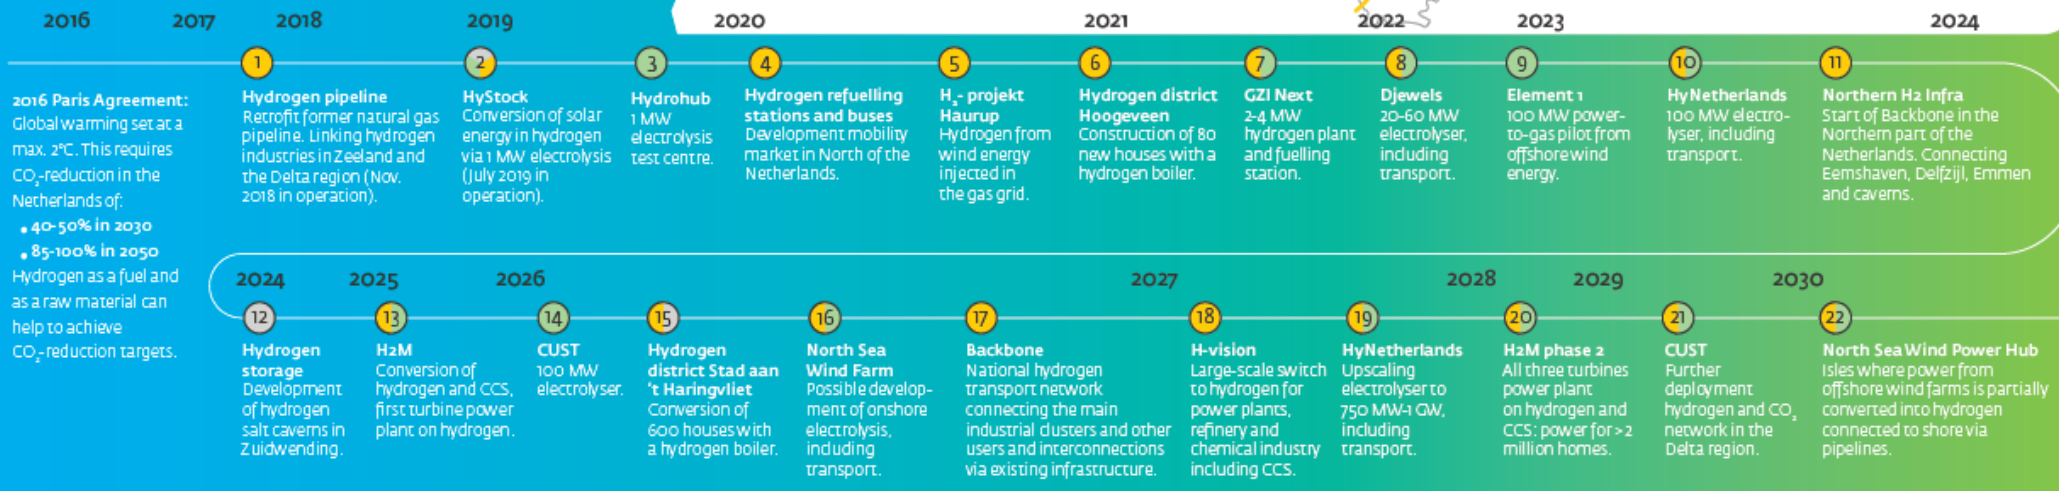 2016 2017 2018 2019 2020 2021 2022 2023 2024
1 2 3 4 5 6 7 8 9 10 11
2016 Paris Agreement:
Global warming set at a
max. 2°C. This requires
CO₂-reduction in the
Netherlands of:
• 40-50% in 2030
• 85-100% in 2050
Hydrogen as a fuel and
as a raw material can
help to achieve
CO₂-reduction targets.
Hydrogen pipeline
Retrofit former natural gas
pipeline. Linking hydrogen
industries in Zeeland and
the Delta region (Nov.
2018 in operation).
HyStock
Conversion of solar
energy in hydrogen
via 1 MW electrolysis
(July 2019 in
operation).
Hydrohub
1 MW
electrolysis
test centre.
Hydrogen refuelling
stations and buses
Development mobility
market in North of the
Netherlands.
H₂- projekt
Haurup
Hydrogen from
wind energy
injected in
the gas grid.
Hydrogen district
Hoogeveen
Construction of 80
new houses with a
hydrogen boiler.
GZI Next
2-4 MW
hydrogen plant
and fuelling
station.
Djewels
20-60 MW
electrolyser,
including
transport.
Element 1
100 MW power-
to-gas pilot from
offshore wind
energy.
HyNetherlands
100 MW electro-
lyser, including
transport.
Northern H2 Infra
Start of Backbone in the
Northern part of the
Netherlands. Connecting
Eemshaven, Delfzijl, Emmen
and caverns.
2024 2025 2026 2027 2028 2029 2030
12 13 14 15 16 17 18 19 20 21 22
Hydrogen
storage
Development
of hydrogen
salt caverns in
Zuidwending.
H2M
Conversion of
hydrogen and CCS,
first turbine power
plant on hydrogen.
CUST
100 MW
electrolyser.
Hydrogen
district Stad aan
't Haringvliet
Conversion of
600 houses with
a hydrogen boiler.
North Sea
Wind Farm
Possible develop-
ment of onshore
electrolysis,
including
transport.
Backbone
National hydrogen
transport network
connecting the main
industrial clusters and other
users and interconnections
via existing infrastructure.
H-vision
Large-scale switch
to hydrogen for
power plants,
refinery and
chemical industry
including CCS.
HyNetherlands
Upscaling
electrolyser to
750 MW-1 GW,
including
transport.
H2M phase 2
All three turbines
power plant
on hydrogen and
CCS: power for >2
million homes.
CUST
Further
deployment
hydrogen and CO₂
network in the
Delta region.
North Sea Wind Power Hub
Isles where power from
offshore wind farms is partially
converted into hydrogen
connected to shore via
pipelines.